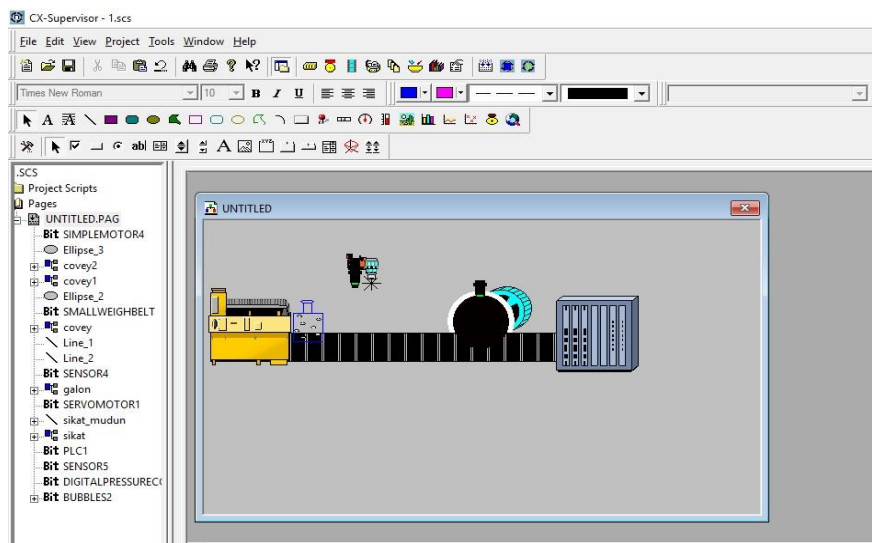 CX-Supervisor - 1.scs
File Edit View Project Tools Window Help
Times New Roman 10 B I U
A ab| A
.SCS
Project Scripts
Pages
UNTITLED.PAG
Bit SIMPLEMOTOR4
Ellipse_3
covey2
covey1
Ellipse_2
Bit SMALLWEIGHBELT
covey
Line_1
Line_2
Bit SENSOR4
galon
Bit SERVOMOTOR1
sikat_mudun
sikat
Bit PLC1
Bit SENSOR5
Bit DIGITALPRESSUREC(
Bit BUBBLES2
UNTITLED